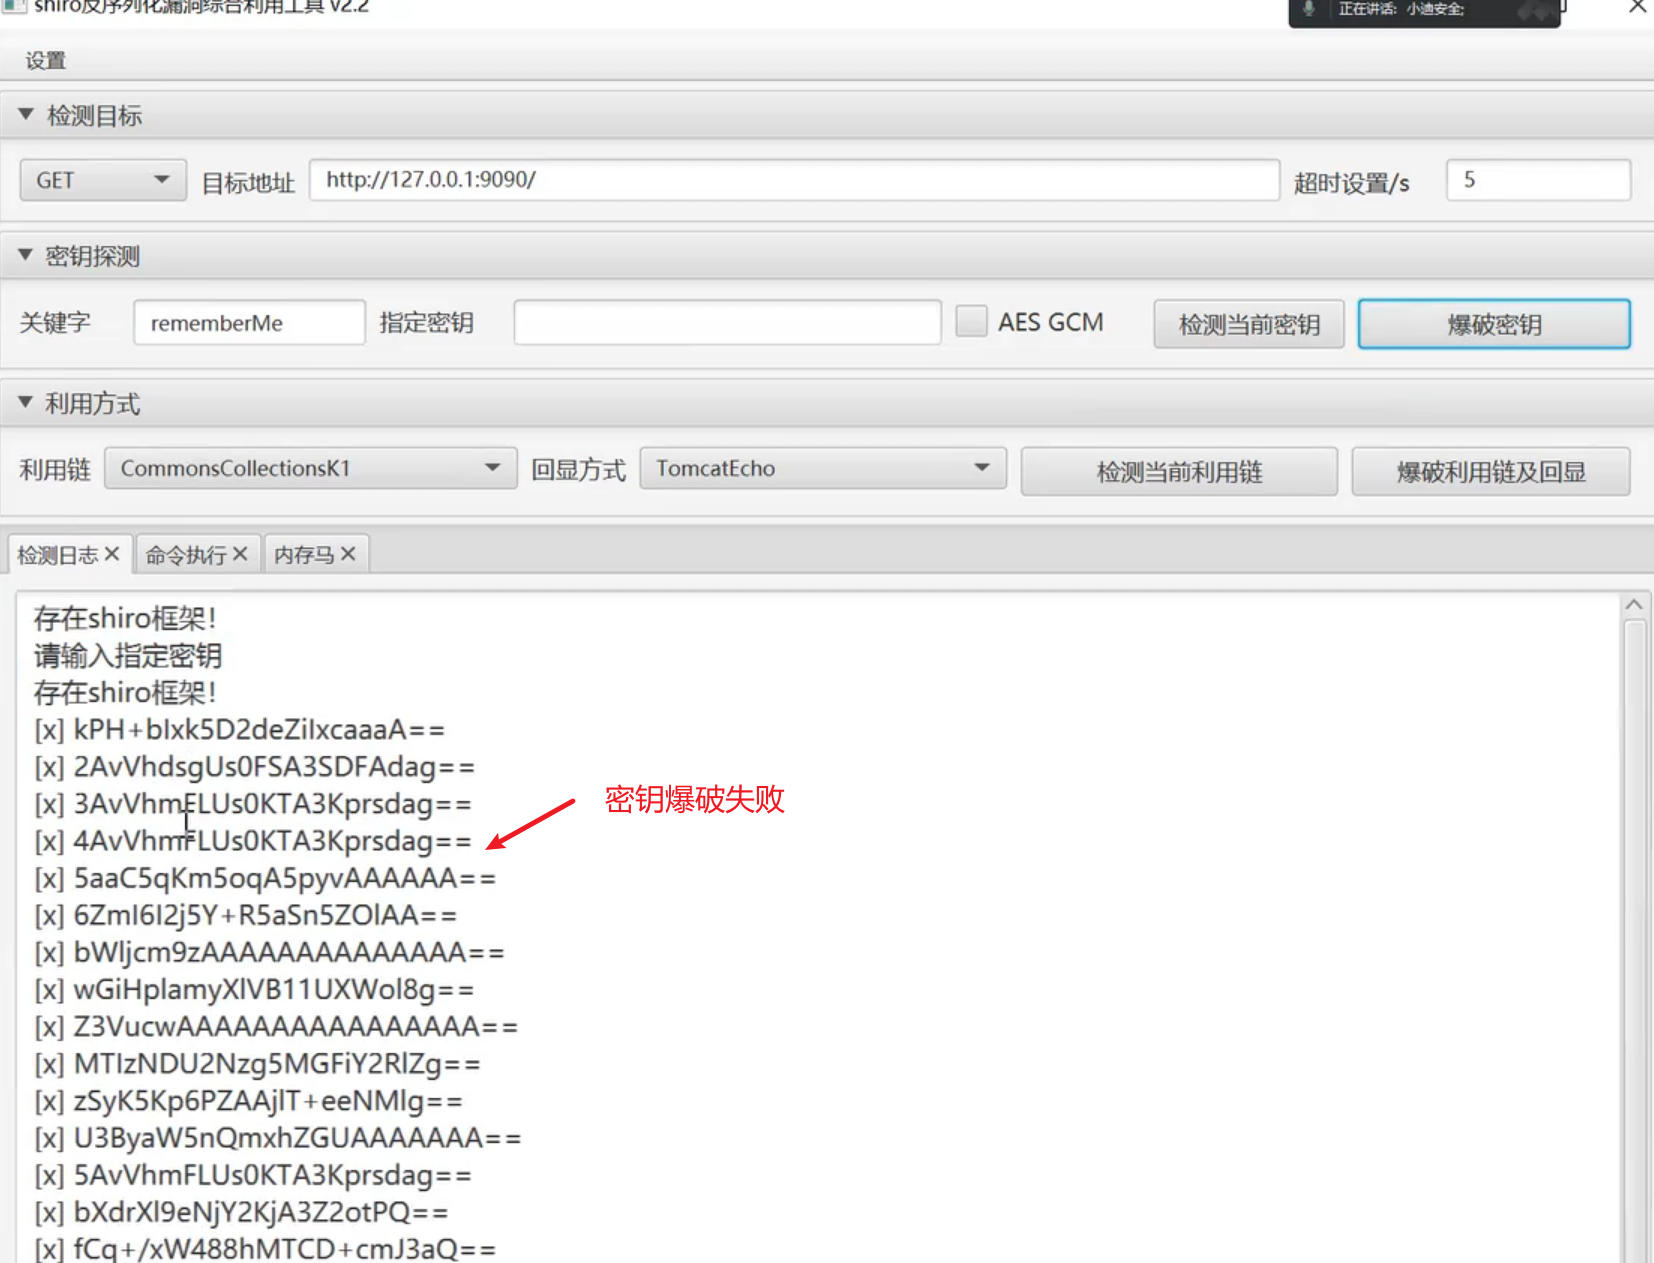 shiro反序列化漏洞综合利用工具 v2.2
正在讲话: 小迪安全;
设置
检测目标
GET 目标地址 http://127.0.0.1:9090/ 超时设置/s 5
密钥探测
关键字 rememberMe 指定密钥 AES GCM 检测当前密钥 爆破密钥
利用方式
利用链 CommonsCollectionsK1 回显方式 TomcatEcho 检测当前利用链 爆破利用链及回显
检测日志 命令执行 内存马
存在shiro框架！
请输入指定密钥
存在shiro框架！
[x] kPH+bIxk5D2deZiIxcaaaA==
[x] 2AvVhdsgUs0FSA3SDFAdag==
[x] 3AvVhmFLUs0KTA3Kprsdag==
密钥爆破失败
[x] 4AvVhmFLUs0KTA3Kprsdag==
[x] 5aaC5qKm5oqA5pyvAAAAAA==
[x] 6ZmI6I2j5Y+R5aSn5ZOlAA==
[x] bWljcm9zAAAAAAAAAAAAAA==
[x] wGiHplamyXlVB11UXWol8g==
[x] Z3VucwAAAAAAAAAAAAAAAA==
[x] MTIzNDU2Nzg5MGFiY2RlZg==
[x] zSyK5Kp6PZAAjlT+eeNMlg==
[x] U3ByaW5nQmxhZGUAAAAAAA==
[x] 5AvVhmFLUs0KTA3Kprsdag==
[x] bXdrXl9eNjY2KjA3Z2otPQ==
[x] fCq+/xW488hMTCD+cmJ3aQ==